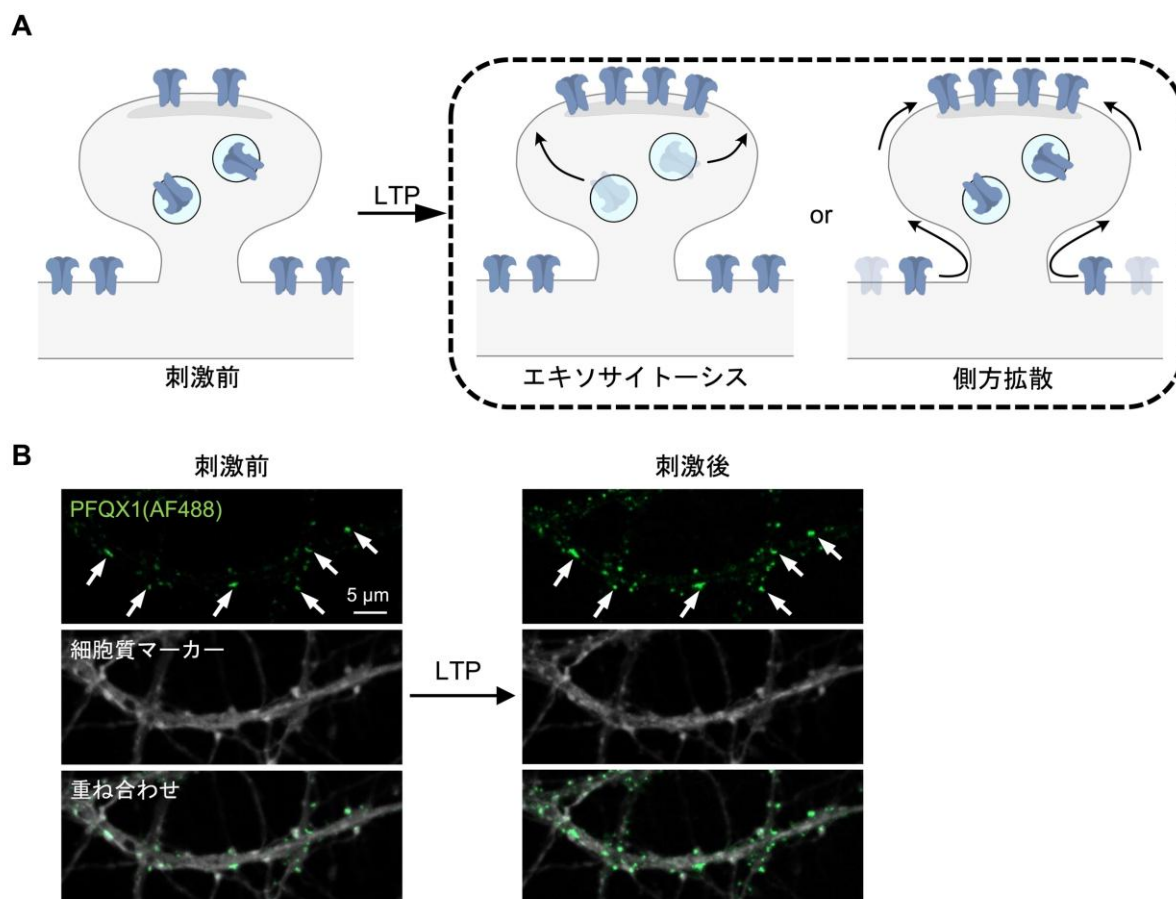 A
LTP
or
刺激前
エキソサイトーシス
側方拡散
B
刺激前
刺激後
PFQX1(AF488)
5 µm
細胞質マーカー
LTP
重ね合わせ